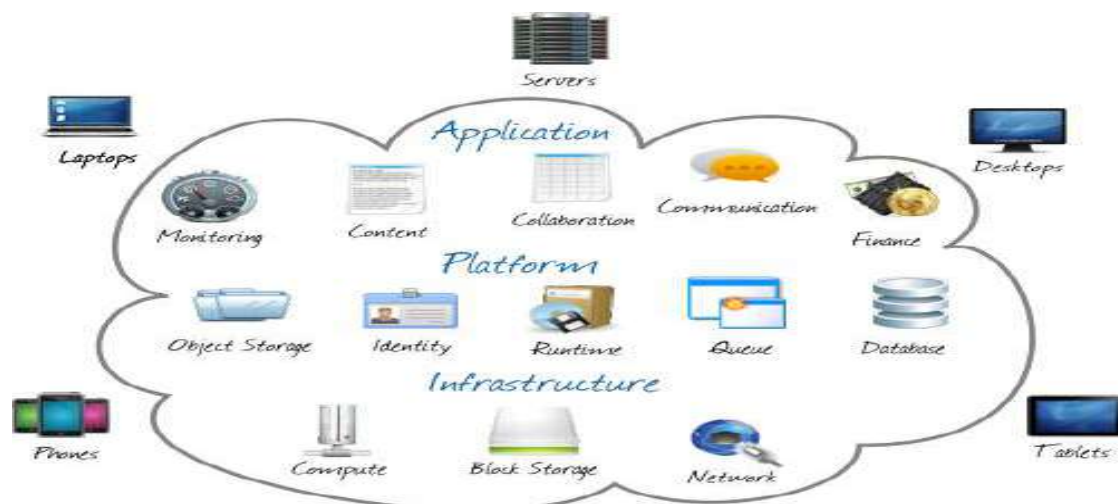 Servers
Laptops
Desktops
Application
Monitoring
Content
Collaboration
Communication
Finance
Platform
Object Storage
Identity
Runtime
Queue
Database
Infrastructure
Phones
Compute
Block Storage
Network
Tablets